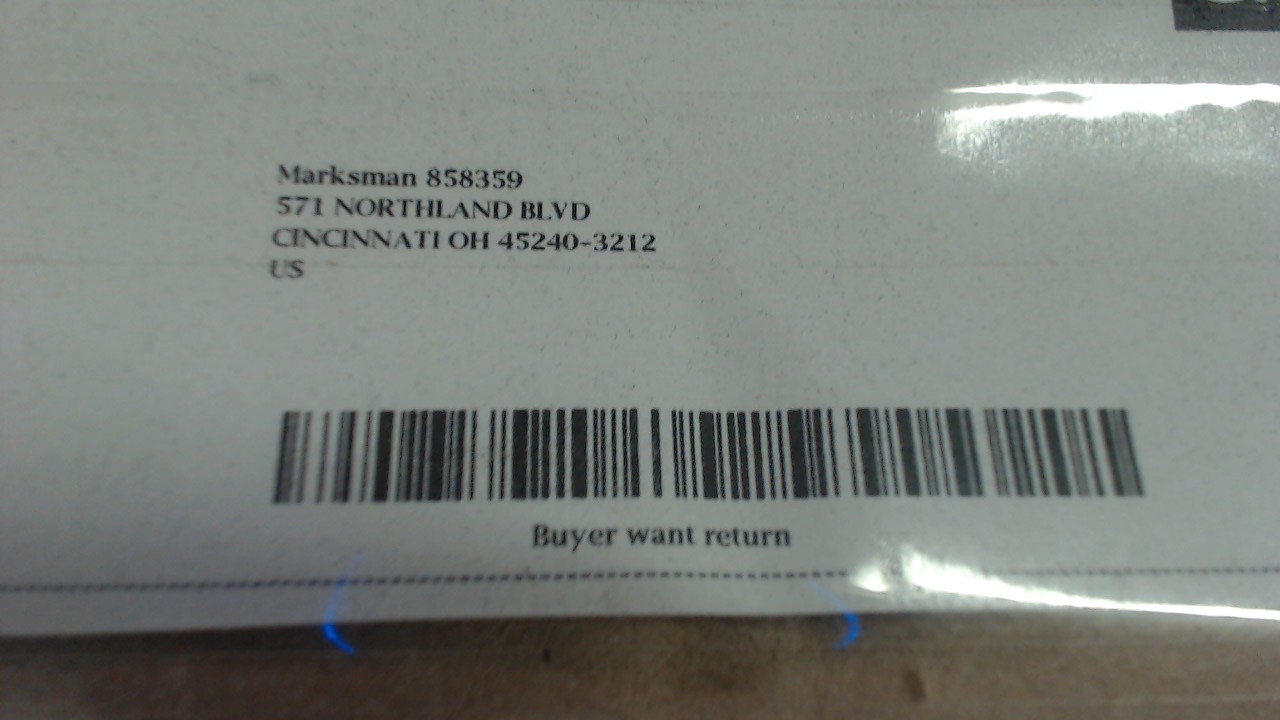 Marksman 858359
571 NORTHLAND BLVD
CINCINNATI OH 45240-3212
US
Buyer want return